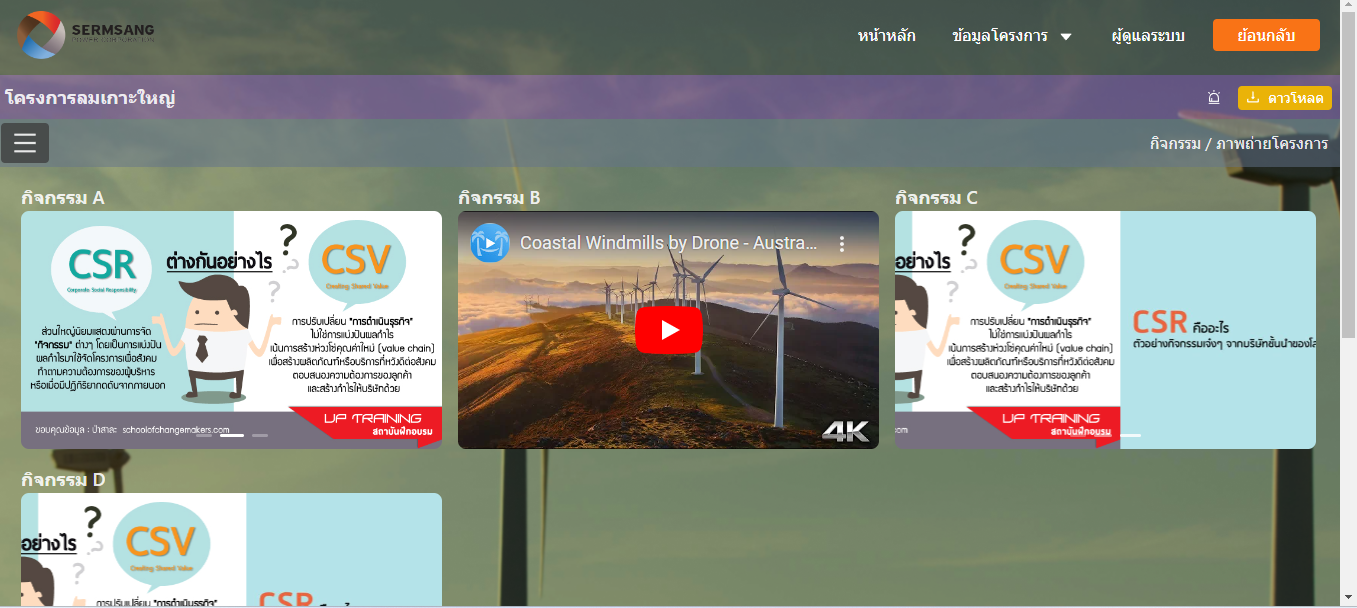 SERMSANG
POWER CORPORATION
หน้าหลัก
ข้อมูลโครงการ
ผู้ดูแลระบบ
ย้อนกลับ
โครงการลมเกาะใหญ่
ดาวโหลด
กิจกรรม / ภาพถ่ายโครงการ
กิจกรรม A
CSR
Corporate Social Responsibility
ต่างกันอย่างไร
?
?
?
CSV
Creating Shared Value
ส่วนใหญ่นิยมแสดงผ่านการจัด
"กิจกรรม" ต่างๆ โดยเป็นการแบ่งปัน
ผลกำไรมาใช้จัดโครงการเพื่อสังคม
ทำตามความต้องการของผู้บริหาร
หรือเพื่อมีปฏิกิริยากดดันจากภายนอก
การปรับเปลี่ยน "การดำเนินธุรกิจ"
ไม่ใช่การแบ่งปันผลกำไร
เน้นการสร้างห่วงโซ่คุณค่าใหม่ (value chain)
เพื่อสร้างผลิตภัณฑ์หรือบริการที่หวังดีต่อสังคม
ตอบสนองความต้องการของลูกค้า
และสร้างกำไรให้บริษัทด้วย
ขอบคุณข้อมูล : ป่าสาละ schoolofchangemakers.com
UP TRAINING
สถาบันฝึกอบรม
กิจกรรม B
Coastal Windmills by Drone - Austra...
4K
กิจกรรม C
อย่างไร
?
?
?
CSV
Creating Shared Value
การปรับเปลี่ยน "การดำเนินธุรกิจ"
ไม่ใช่การแบ่งปันผลกำไร
เน้นการสร้างห่วงโซ่คุณค่าใหม่ (value chain)
เพื่อสร้างผลิตภัณฑ์หรือบริการที่หวังดีต่อสังคม
ตอบสนองความต้องการของลูกค้า
และสร้างกำไรให้บริษัทด้วย
.com
UP TRAINING
สถาบันฝึกอบรม
CSR คืออะไร
ตัวอย่างกิจกรรมเจ๋งๆ จากบริษัทชั้นนำของโล
กิจกรรม D
อย่างไร
?
?
?
CSV
Creating Shared Value
การปรับเปลี่ยน "การดำเนินธุรกิจ"
CSR